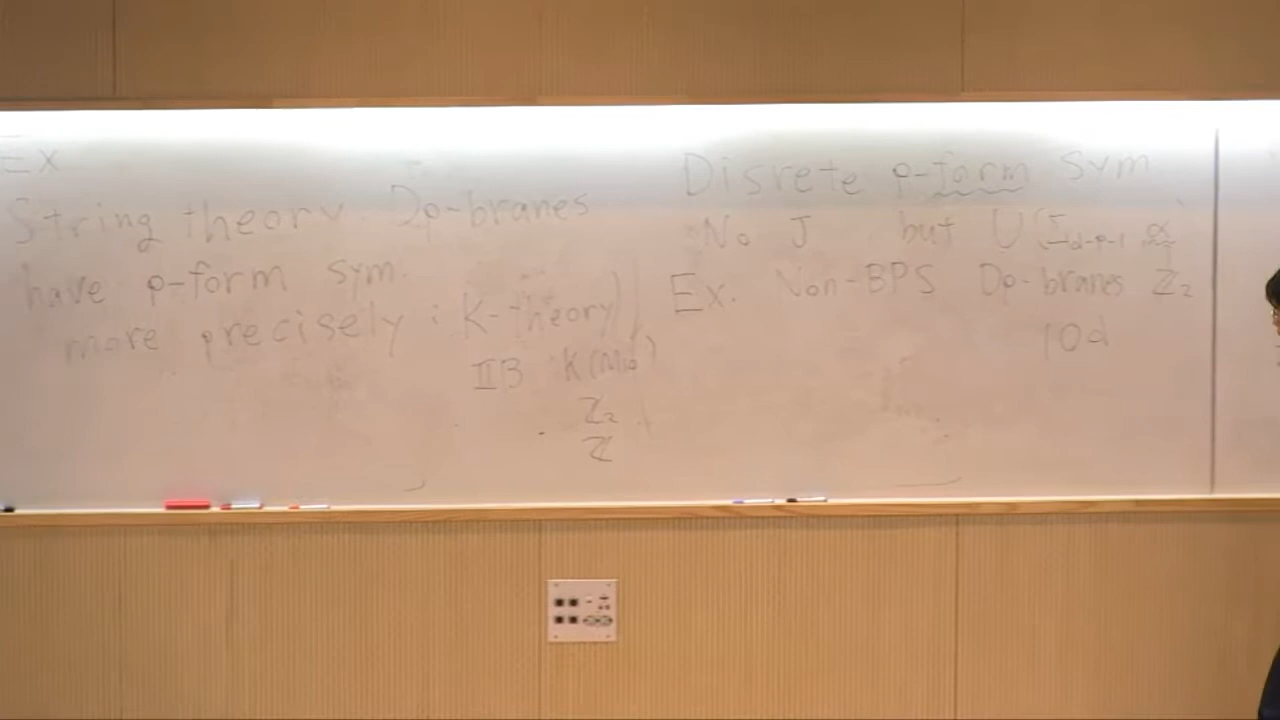 Ex
String theory Dp-branes
have p-form sym.
more precisely : K-theory
IIB K(M10)
Z2
Z
Discrete p-form sym
No J but U(Σd-p-1, α)
Ex. Non-BPS Dp-branes Z2
10d